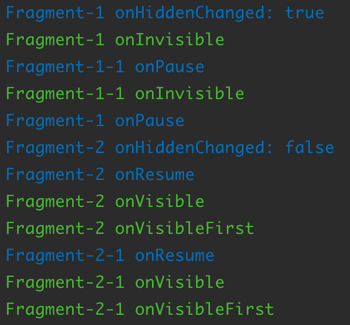 Fragment-1 onHiddenChanged: true
Fragment-1 onInvisible
Fragment-1-1 onPause
Fragment-1-1 onInvisible
Fragment-1 onPause
Fragment-2 onHiddenChanged: false
Fragment-2 onResume
Fragment-2 onVisible
Fragment-2 onVisibleFirst
Fragment-2-1 onResume
Fragment-2-1 onVisible
Fragment-2-1 onVisibleFirst